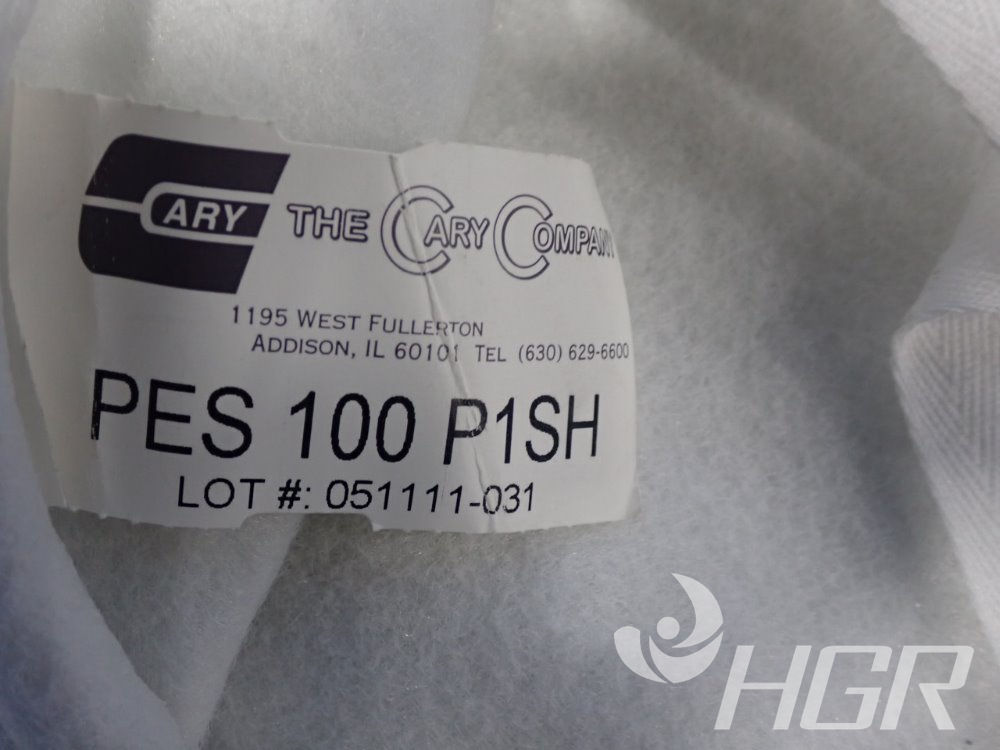 CARY THE CARY COMPANY
1195 WEST FULLERTON
ADDISON, IL 60101 TEL (630) 629-6600
PES 100 P1SH
LOT #: 051111-031
HGR